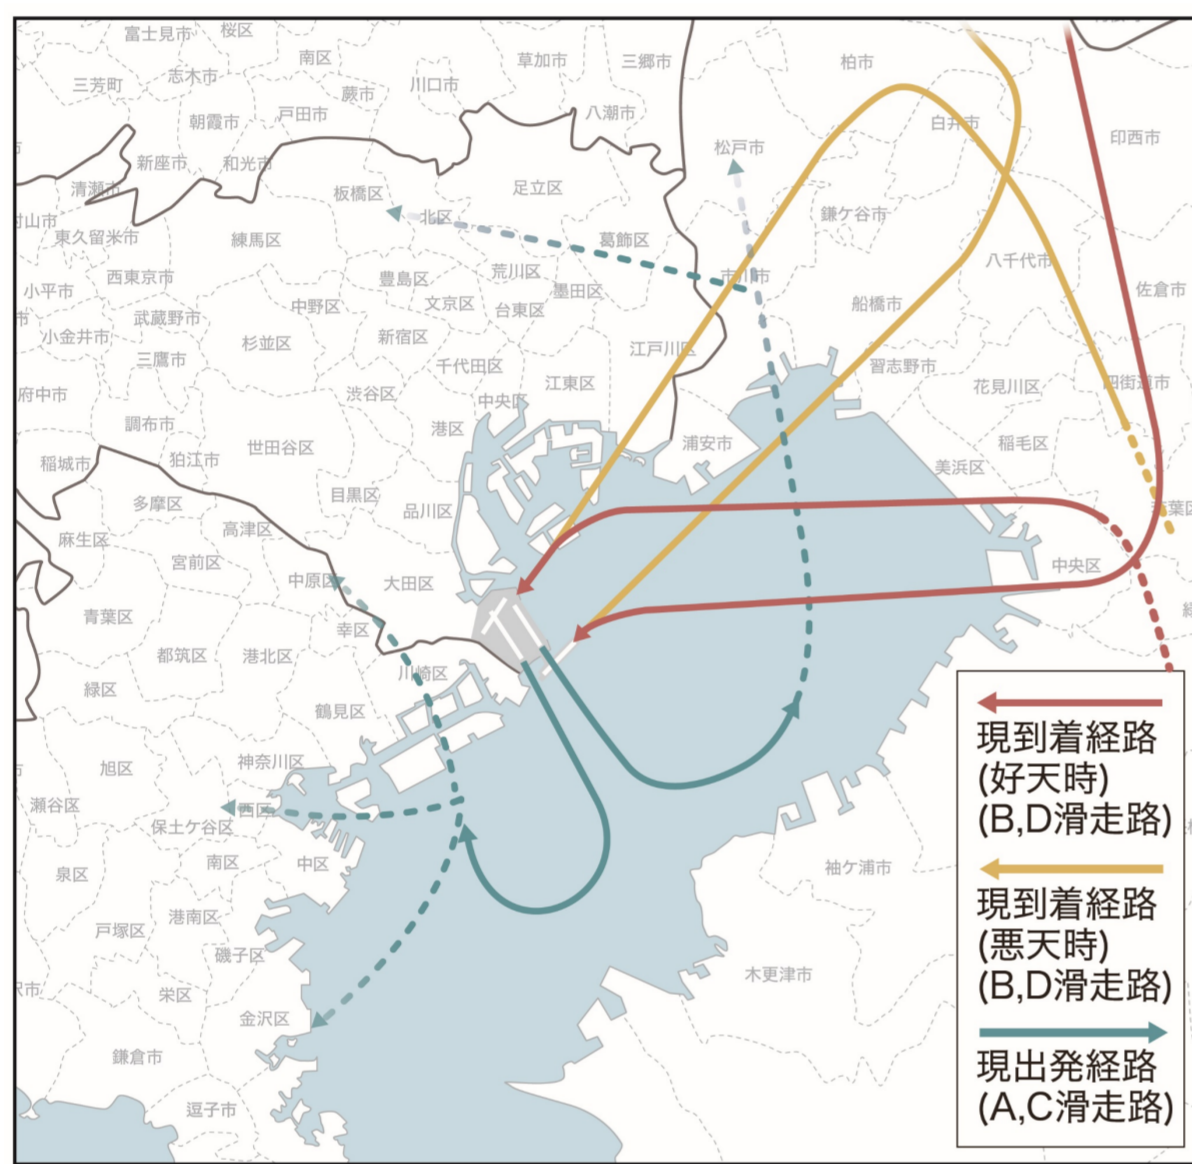 富士見市
桜区
南区
草加市
三郷市
柏市
三芳町
志木市
蕨市
川口市
朝霞市
戸田市
八潮市
白井市
印西市
松戸市
新座市
和光市
清瀬市
板橋区
足立区
村山市
東久留米市
練馬区
北区
葛飾区
鎌ケ谷市
西東京市
豊島区
荒川区
市川市
八千代市
小平市
中野区
文京区
墨田区
船橋市
佐倉市
武蔵野市
台東区
小金井市
杉並区
新宿区
江戸川区
三鷹市
千代田区
習志野市
府中市
渋谷区
中央区
江東区
花見川区
四街道市
調布市
港区
浦安市
稲毛区
稲城市
狛江市
世田谷区
美浜区
多摩区
目黒区
品川区
若葉区
麻生区
高津区
宮前区
中原区
大田区
中央区
青葉区
幸区
都筑区
港北区
川崎区
緑区
鶴見区
旭区
神奈川区
瀬谷区
保土ケ谷区
西区
泉区
南区
中区
袖ケ浦市
戸塚区
港南区
磯子区
木更津市
栄区
金沢区
鎌倉市
逗子市
現到着経路
(好天時)
(B,D滑走路)
現到着経路
(悪天時)
(B,D滑走路)
現出発経路
(A,C滑走路)